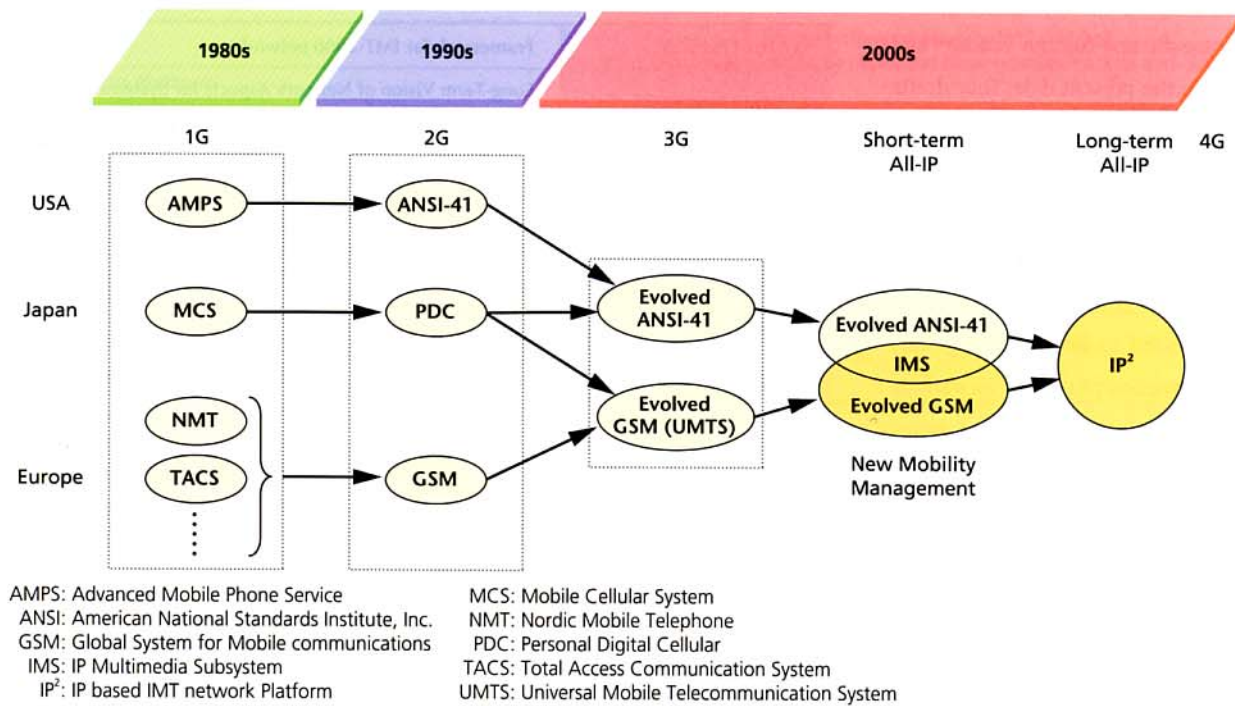 1980s
1990s
2000s
1G
2G
3G
Short-term
All-IP
Long-term
All-IP
4G
USA
AMPS
ANSI-41
Japan
MCS
PDC
Evolved
ANSI-41
Evolved ANSI-41
IMS
Evolved GSM
IP²
NMT
Evolved
GSM (UMTS)
Europe
TACS
GSM
New Mobility
Management
AMPS: Advanced Mobile Phone Service
ANSI: American National Standards Institute, Inc.
GSM: Global System for Mobile communications
IMS: IP Multimedia Subsystem
IP²: IP based IMT network Platform
MCS: Mobile Cellular System
NMT: Nordic Mobile Telephone
PDC: Personal Digital Cellular
TACS: Total Access Communication System
UMTS: Universal Mobile Telecommunication System